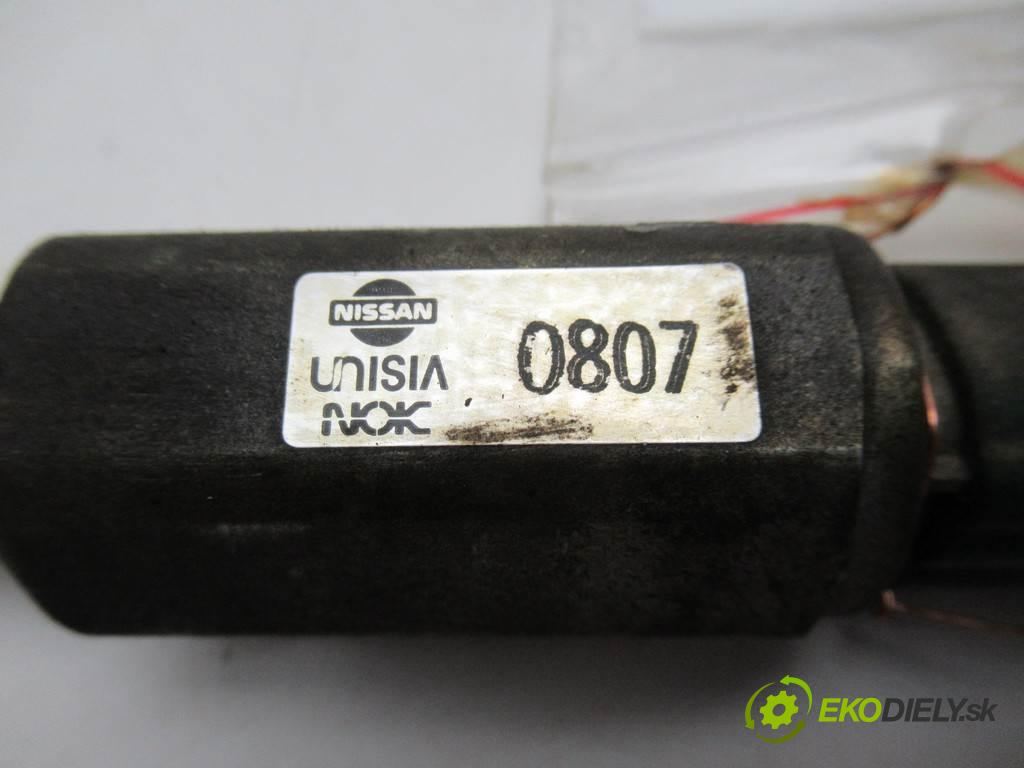 NISSAN
UNISIA
NOK
0807
EKODIELY.sk